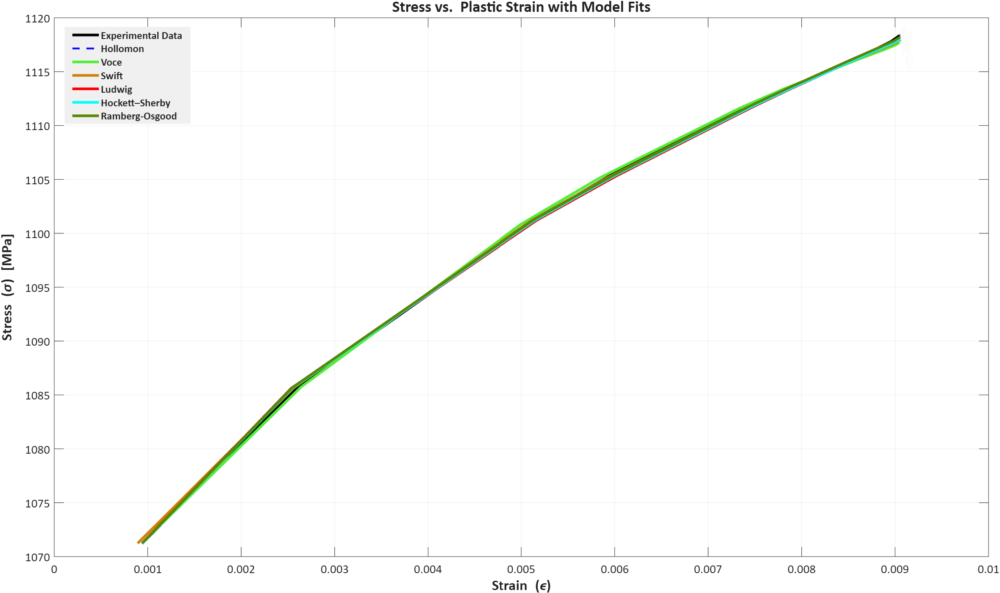 Stress vs.  Plastic Strain with Model Fits
1120
1115
1110
1105
1100
1095
1090
1085
1080
1075
1070
Experimental Data
Hollomon
Voce
Swift
Ludwig
Hockett–Sherby
Ramberg-Osgood
Stress (σ) [MPa]
0 0.001 0.002 0.003 0.004 0.005 0.006 0.007 0.008 0.009 0.01
Strain (ϵ)